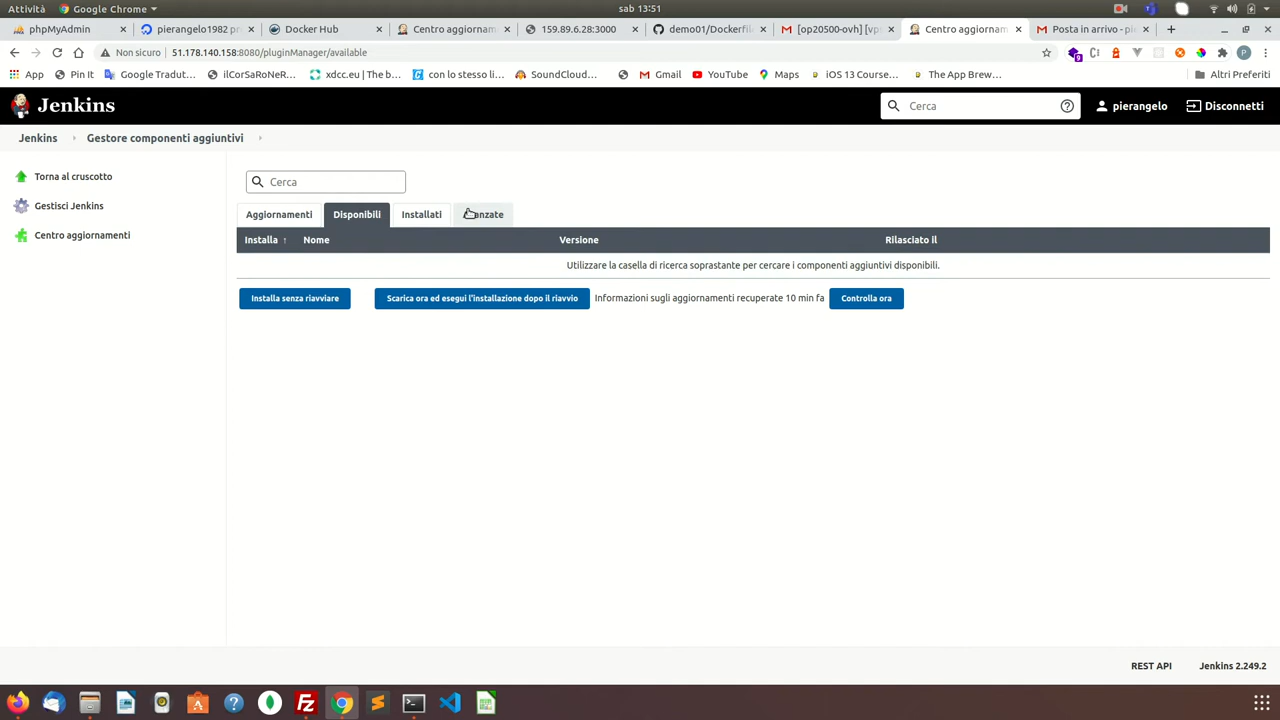 Attività
Google Chrome
sab 13:51
phpMyAdmin
pierangelo1982 pr
Docker Hub
Centro aggiornam
159.89.6.28:3000
demo01/Dockerfil
[op20500-ovh] [vp
Centro aggiornam
Posta in arrivo - pi
Non sicuro
51.178.140.158:8080/pluginManager/available
App
Pin It
Google Tradut...
ilCorSaRoNeR...
xdcc.eu | The b...
con lo stesso li...
SoundCloud...
Gmail
YouTube
Maps
iOS 13 Course...
The App Brew...
Altri Preferiti
Jenkins
Cerca
pierangelo
Disconnetti
Jenkins
Gestore componenti aggiuntivi
Torna al cruscotto
Gestisci Jenkins
Centro aggiornamenti
Cerca
Aggiornamenti
Disponibili
Installati
anzate
Installa ↑
Nome
Versione
Rilasciato il
Utilizzare la casella di ricerca soprastante per cercare i componenti aggiuntivi disponibili.
Installa senza riavviare
Scarica ora ed esegui l'installazione dopo il riavvio
Informazioni sugli aggiornamenti recuperate 10 min fa
Controlla ora
REST API
Jenkins 2.249.2